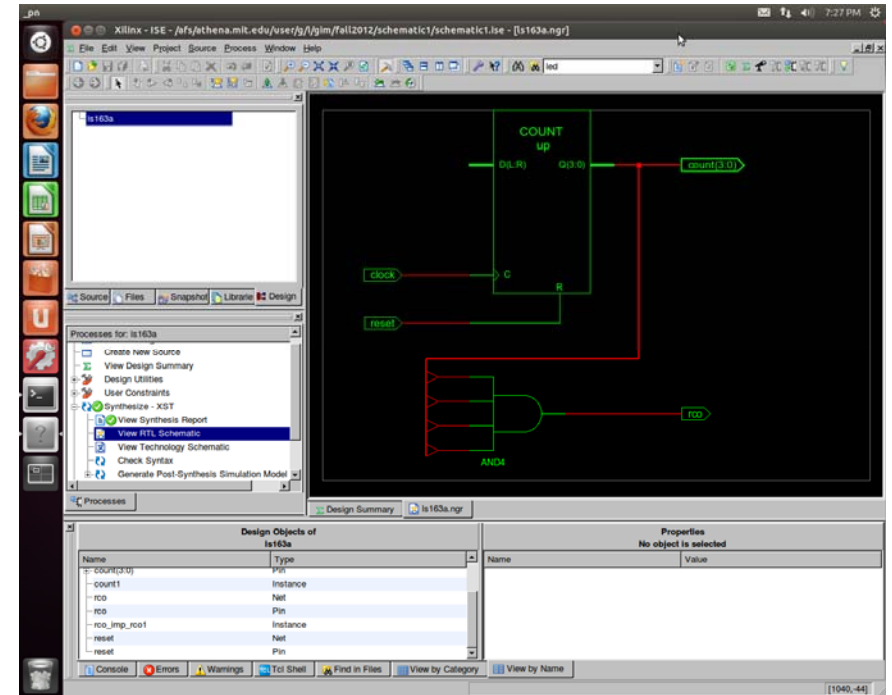 _pn
7:27 PM
Xilinx - ISE - /afs/athena.mit.edu/user/g/i/gim/fall2012/schematic1/schematic1.ise - [ls163a.ngr]
File Edit View Project Source Process Window Help
led
ls163a
Source Files Snapshot Librarie Design
Processes for: ls163a
Create New Source
View Design Summary
Design Utilities
User Constraints
Synthesize - XST
View Synthesis Report
View RTL Schematic
View Technology Schematic
Check Syntax
Generate Post-Synthesis Simulation Model
Processes
COUNT
up
D(L:R) Q(3:0)
count(3:0)
clock
C
R
reset
rco
AND4
Design Summary ls163a.ngr
Design Objects of
ls163a
Name Type
count(3:0) Pin
count1 Instance
rco Net
rco Pin
rco_imp_rco1 Instance
reset Net
reset Pin
Properties
No object is selected
Name Value
Console Errors Warnings Tcl Shell Find in Files View by Category View by Name
[1040,-44]